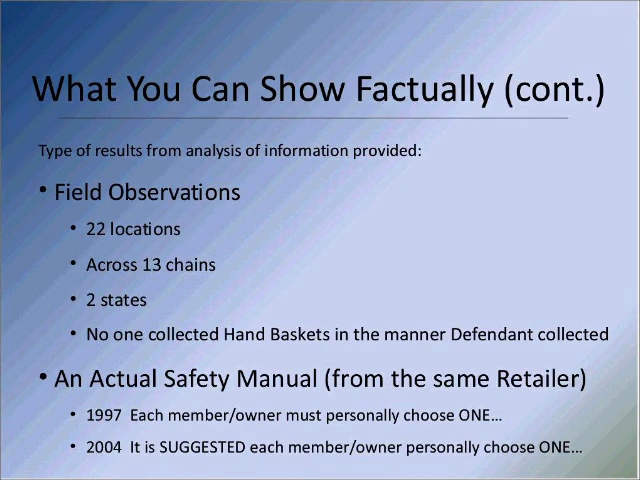 What You Can Show Factually (cont.)
Type of results from analysis of information provided:
• Field Observations
• 22 locations
• Across 13 chains
• 2 states
• No one collected Hand Baskets in the manner Defendant collected
• An Actual Safety Manual (from the same Retailer)
• 1997 Each member/owner must personally choose ONE…
• 2004 It is SUGGESTED each member/owner personally choose ONE…